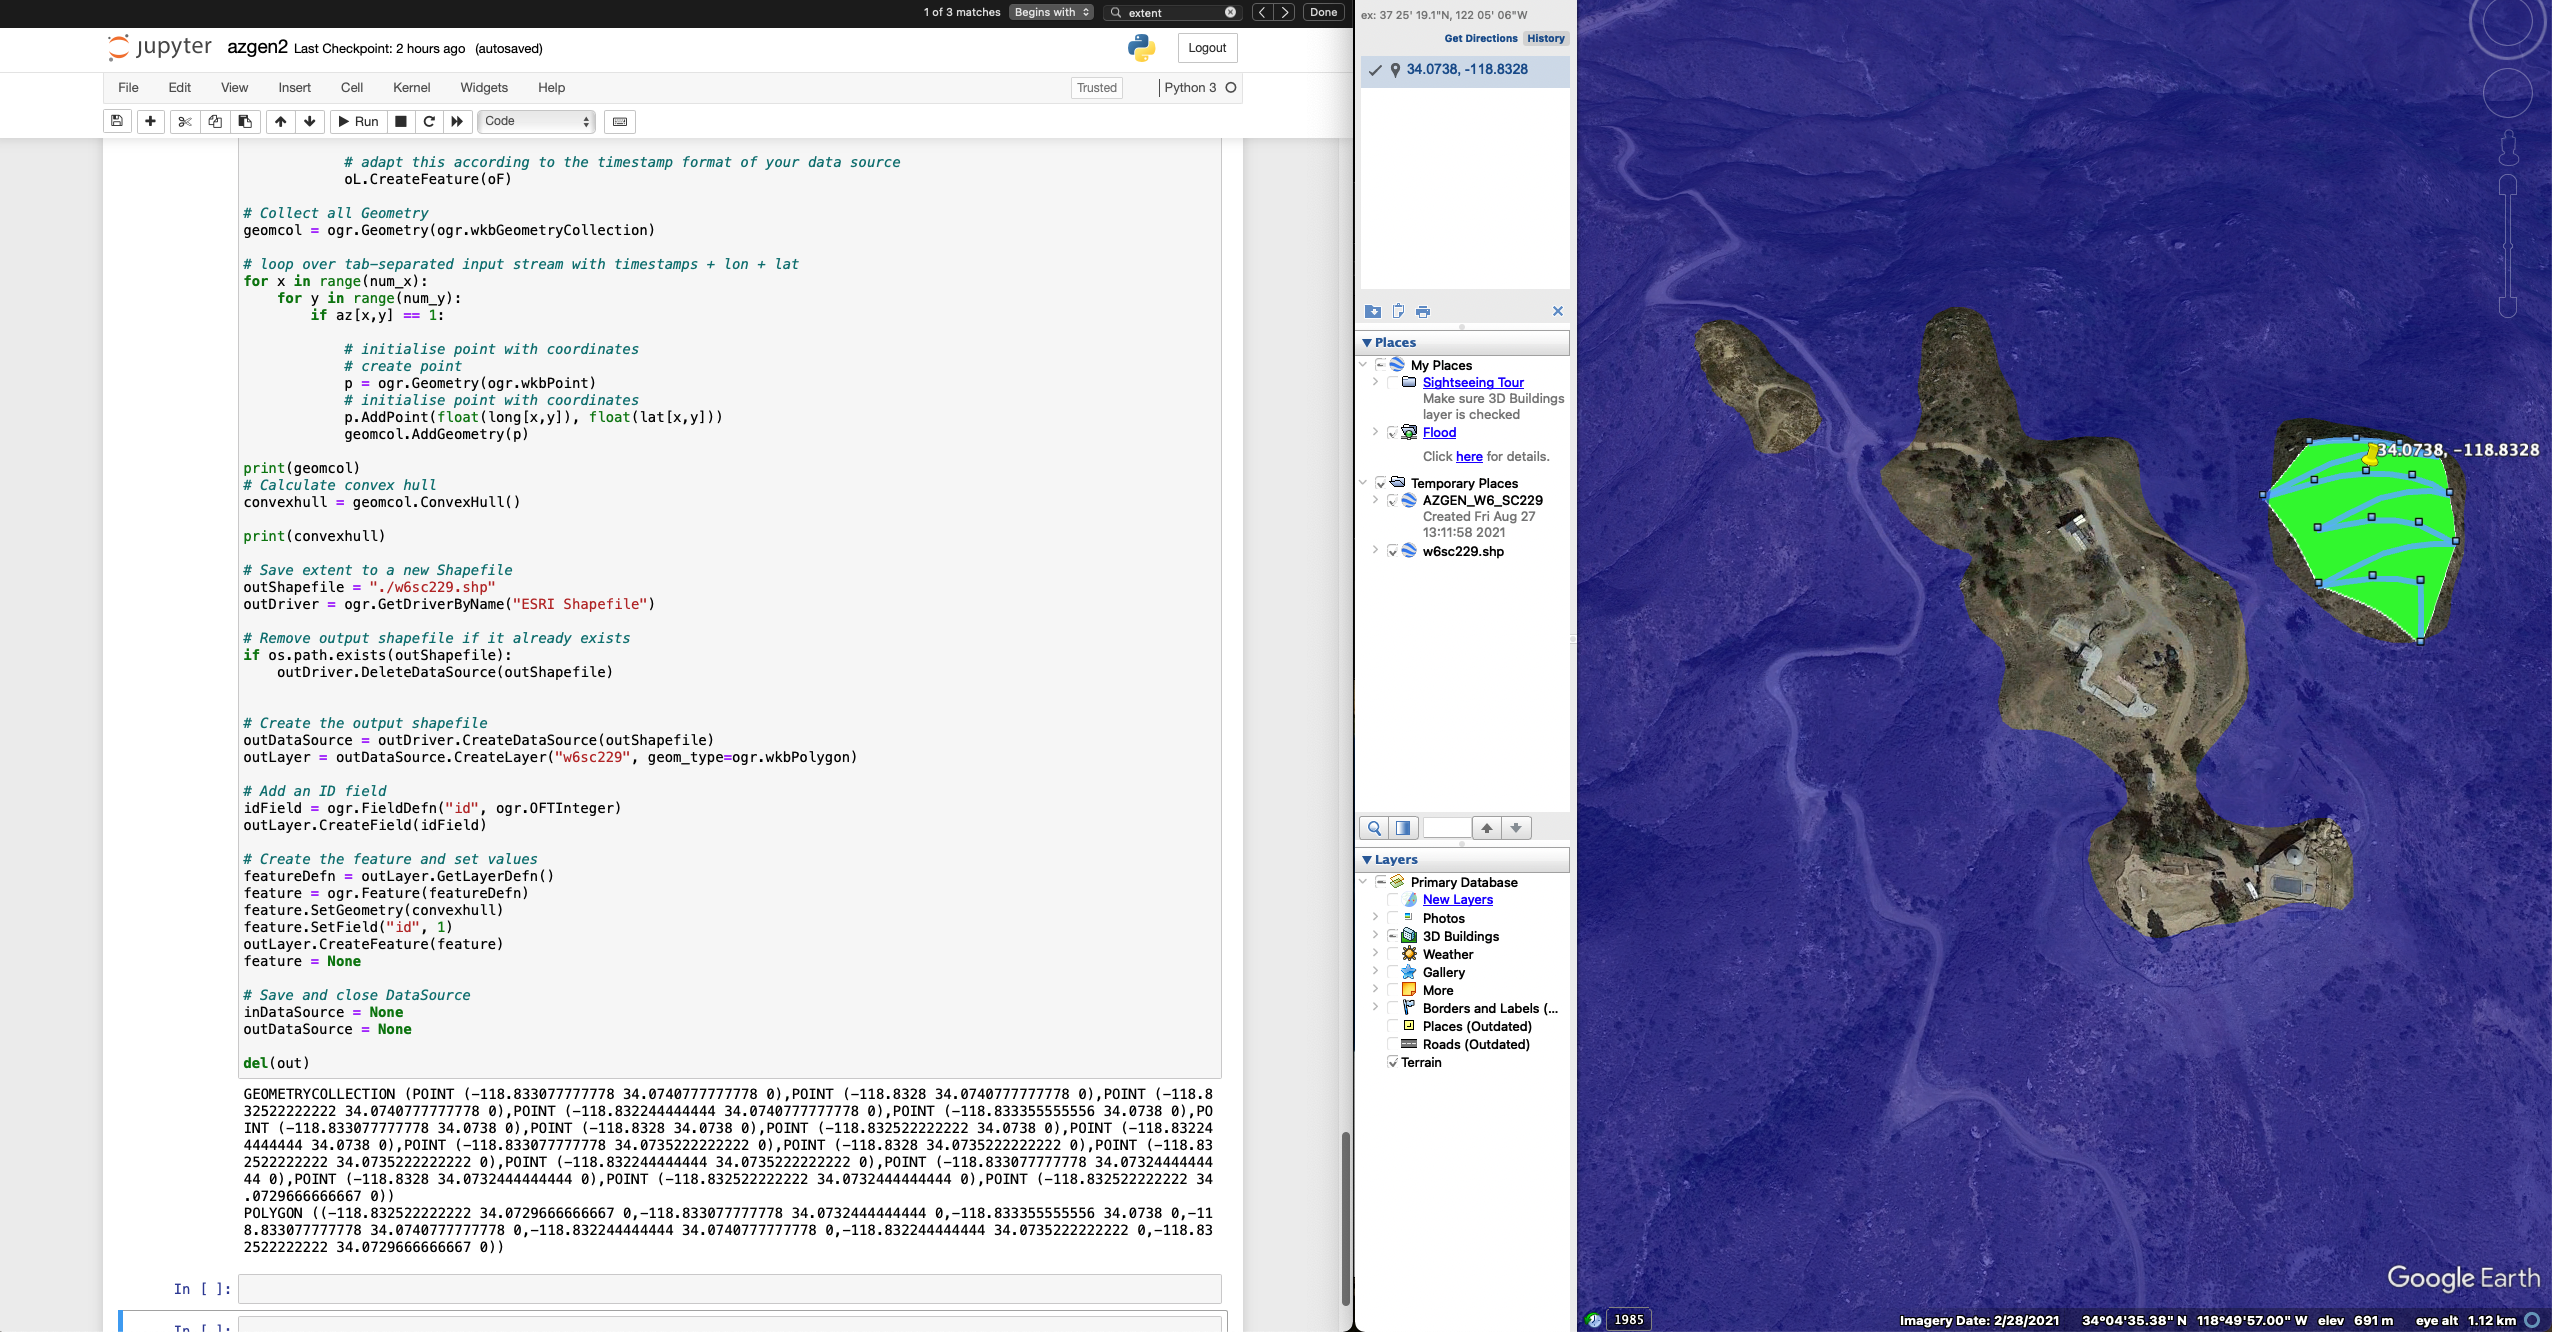 1 of 3 matches Begins with extent Done
jupyter azgen2 Last Checkpoint: 2 hours ago (autosaved) Logout
File Edit View Insert Cell Kernel Widgets Help Trusted Python 3
Run Code
# adapt this according to the timestamp format of your data source
oL.CreateFeature(oF)
# Collect all Geometry
geomcol = ogr.Geometry(ogr.wkbGeometryCollection)
# loop over tab-separated input stream with timestamps + lon + lat
for x in range(num_x):
for y in range(num_y):
if az[x,y] == 1:
# initialise point with coordinates
# create point
p = ogr.Geometry(ogr.wkbPoint)
# initialise point with coordinates
p.AddPoint(float(long[x,y]), float(lat[x,y]))
geomcol.AddGeometry(p)
print(geomcol)
# Calculate convex hull
convexhull = geomcol.ConvexHull()
print(convexhull)
# Save extent to a new Shapefile
outShapefile = "./w6sc229.shp"
outDriver = ogr.GetDriverByName("ESRI Shapefile")
# Remove output shapefile if it already exists
if os.path.exists(outShapefile):
outDriver.DeleteDataSource(outShapefile)
# Create the output shapefile
outDataSource = outDriver.CreateDataSource(outShapefile)
outLayer = outDataSource.CreateLayer("w6sc229", geom_type=ogr.wkbPolygon)
# Add an ID field
idField = ogr.FieldDefn("id", ogr.OFTInteger)
outLayer.CreateField(idField)
# Create the feature and set values
featureDefn = outLayer.GetLayerDefn()
feature = ogr.Feature(featureDefn)
feature.SetGeometry(convexhull)
feature.SetField("id", 1)
outLayer.CreateFeature(feature)
feature = None
# Save and close DataSource
inDataSource = None
outDataSource = None
del(out)
GEOMETRYCOLLECTION (POINT (-118.833077777778 34.0740777777778 0),POINT (-118.8328 34.0740777777778 0),POINT (-118.8
32522222222 34.0740777777778 0),POINT (-118.832244444444 34.0740777777778 0),POINT (-118.833355555556 34.0738 0),PO
INT (-118.833077777778 34.0738 0),POINT (-118.8328 34.0738 0),POINT (-118.832522222222 34.0738 0),POINT (-118.83224
4444444 34.0738 0),POINT (-118.833077777778 34.0735222222222 0),POINT (-118.8328 34.0735222222222 0),POINT (-118.83
2522222222 34.0735222222222 0),POINT (-118.832244444444 34.0735222222222 0),POINT (-118.833077777778 34.07324444444
44 0),POINT (-118.8328 34.0732444444444 0),POINT (-118.832522222222 34.0732444444444 0),POINT (-118.832522222222 34
.0729666666667 0))
POLYGON ((-118.832522222222 34.0729666666667 0,-118.833077777778 34.0732444444444 0,-118.833355555556 34.0738 0,-11
8.833077777778 34.0740777777778 0,-118.832244444444 34.0740777777778 0,-118.832244444444 34.0735222222222 0,-118.83
2522222222 34.0729666666667 0))
In [ ]:
In [ ]:
ex: 37 25' 19.1"N, 122 05' 06"W
Get Directions History
34.0738, -118.8328
Places
My Places
Sightseeing Tour
Make sure 3D Buildings
layer is checked
Flood
Click here for details.
Temporary Places
AZGEN_W6_SC229
Created Fri Aug 27
13:11:58 2021
w6sc229.shp
Layers
Primary Database
New Layers
Photos
3D Buildings
Weather
Gallery
More
Borders and Labels (...
Places (Outdated)
Roads (Outdated)
Terrain
34.0738, -118.8328
Google Earth
1985 Imagery Date: 2/28/2021 34°04'35.38" N 118°49'57.00" W elev 691 m eye alt 1.12 km